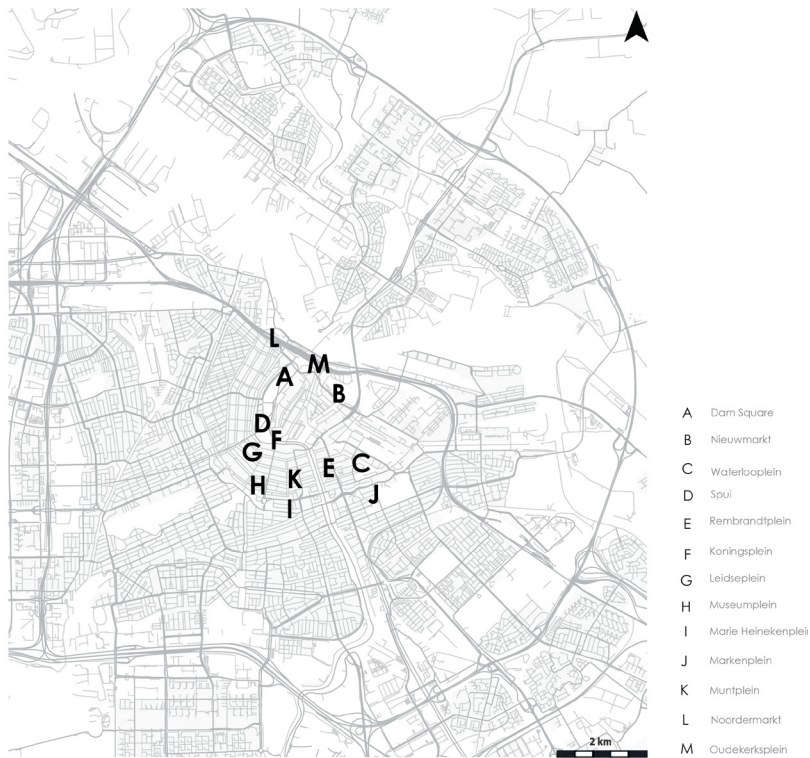 L
M
A
B
D
F
G
C
E
K
H
J
I
A Dam Square
B Nieuwmarkt
C Waterlooplein
D Spui
E Rembrandtplein
F Koningsplein
G Leidseplein
H Museumplein
I Marie Heinekenplein
J Markenplein
K Muntplein
L Noordermarkt
M Oudekerksplein
2 km